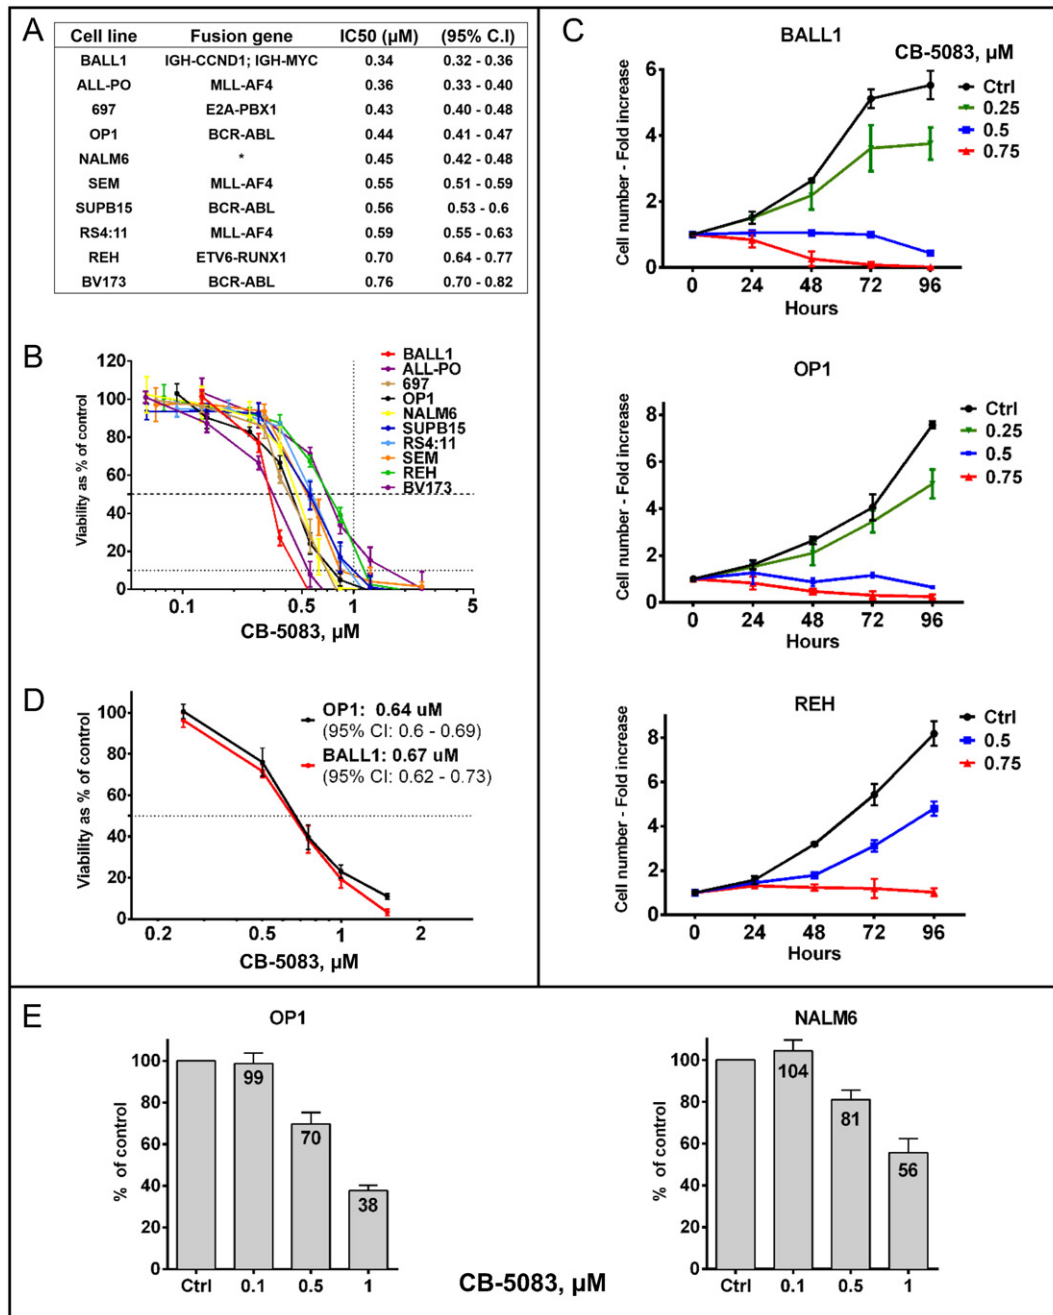 A
Cell line Fusion gene IC50 (μM) (95% C.I)
BALL1 IGH-CCND1; IGH-MYC 0.34 0.32 - 0.36
ALL-PO MLL-AF4 0.36 0.33 - 0.40
697 E2A-PBX1 0.43 0.40 - 0.48
OP1 BCR-ABL 0.44 0.41 - 0.47
NALM6 * 0.45 0.42 - 0.48
SEM MLL-AF4 0.55 0.51 - 0.59
SUPB15 BCR-ABL 0.56 0.53 - 0.6
RS4:11 MLL-AF4 0.59 0.55 - 0.63
REH ETV6-RUNX1 0.70 0.64 - 0.77
BV173 BCR-ABL 0.76 0.70 - 0.82
B
Viability as % of control
120
100
80
60
40
20
10
0
0.1 0.5 1 5
CB-5083, μM
BALL1
ALL-PO
697
OP1
NALM6
SUPB15
RS4:11
SEM
REH
BV173
C
BALL1
CB-5083, μM
Ctrl
0.25
0.5
0.75
Cell number - Fold increase
6
4
2
0
0 24 48 72 96
Hours
OP1
Ctrl
0.25
0.5
0.75
Cell number - Fold increase
8
6
4
2
0
0 24 48 72 96
Hours
REH
Ctrl
0.5
0.75
Cell number - Fold increase
8
6
4
2
0
0 24 48 72 96
Hours
D
Viability as % of control
100
80
60
40
20
0
0.2 0.5 1 2
CB-5083, μM
OP1: 0.64 uM
(95% CI: 0.6 - 0.69)
BALL1: 0.67 uM
(95% CI: 0.62 - 0.73)
E
OP1
% of control
100
80
60
40
20
0
99
70
38
Ctrl 0.1 0.5 1
NALM6
% of control
100
80
60
40
20
0
104
81
56
Ctrl 0.1 0.5 1
CB-5083, μM